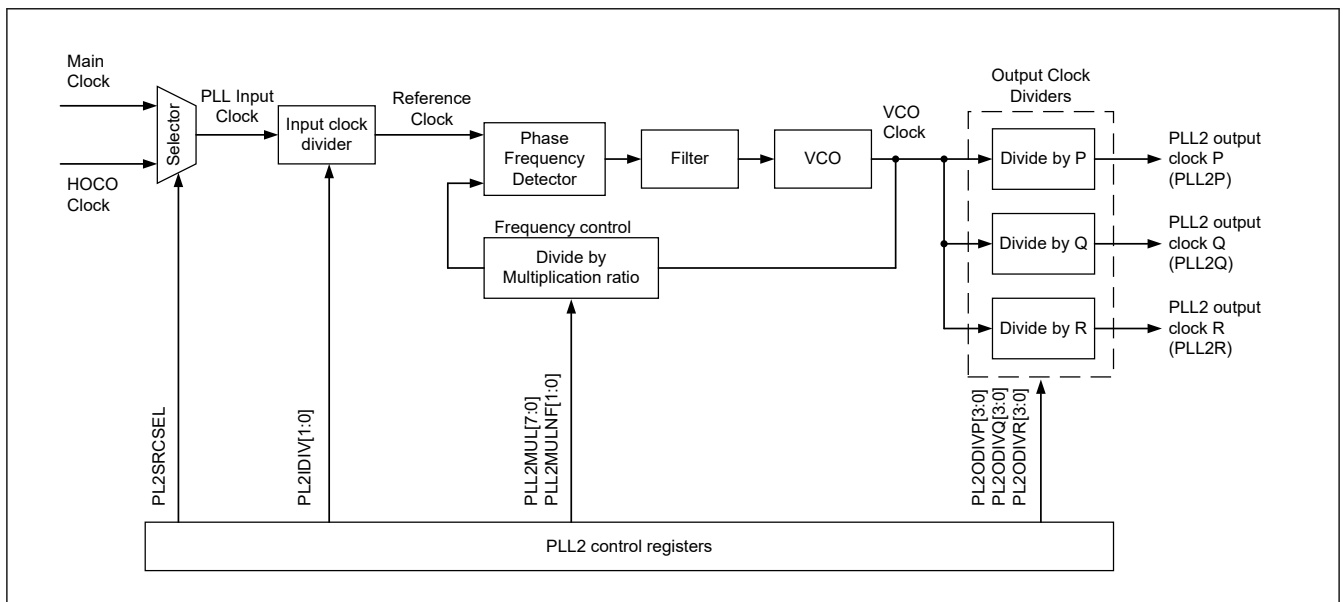 Main
Clock
HOCO
Clock
Selector
PLL Input
Clock
Input clock
divider
Reference
Clock
Phase
Frequency
Detector
Filter
VCO
VCO
Clock
Frequency control
Divide by
Multiplication ratio
Output Clock
Dividers
Divide by P
Divide by Q
Divide by R
PLL2 output
clock P
(PLL2P)
PLL2 output
clock Q
(PLL2Q)
PLL2 output
clock R
(PLL2R)
PL2SRCSEL
PL2IDIV[1:0]
PLL2MUL[7:0]
PLL2MULNF[1:0]
PL2ODIVP[3:0]
PL2ODIVQ[3:0]
PL2ODIVR[3:0]
PLL2 control registers